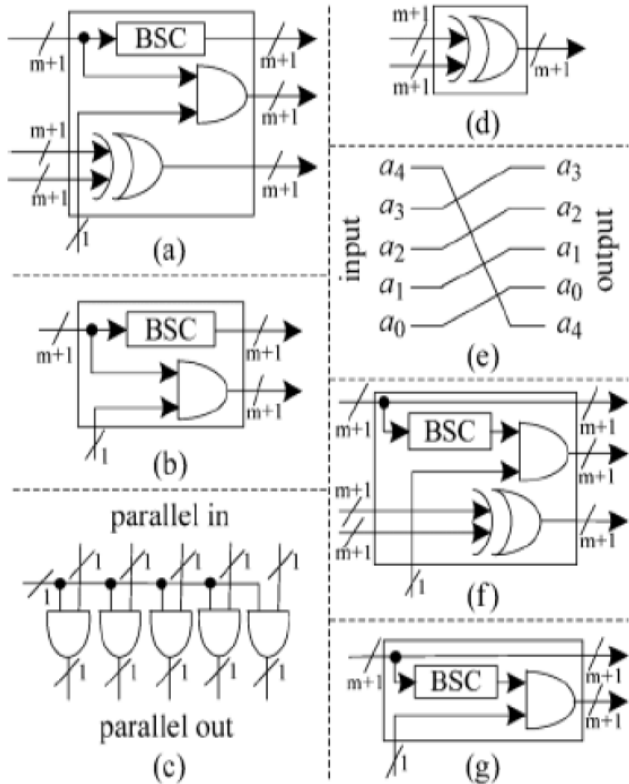 BSC
m+1
m+1
m+1
m+1
m+1
m+1
1
(a)
BSC
m+1
m+1
m+1
1
(b)
parallel in
1
1
1
1
1
1
1
1
1
1
1
parallel out
(c)
m+1
m+1
m+1
(d)
input
a4
a3
a2
a1
a0
a3
a2
a1
a0
a4
output
(e)
m+1
m+1
BSC
m+1
m+1
m+1
m+1
1
(f)
m+1
m+1
BSC
m+1
1
(g)